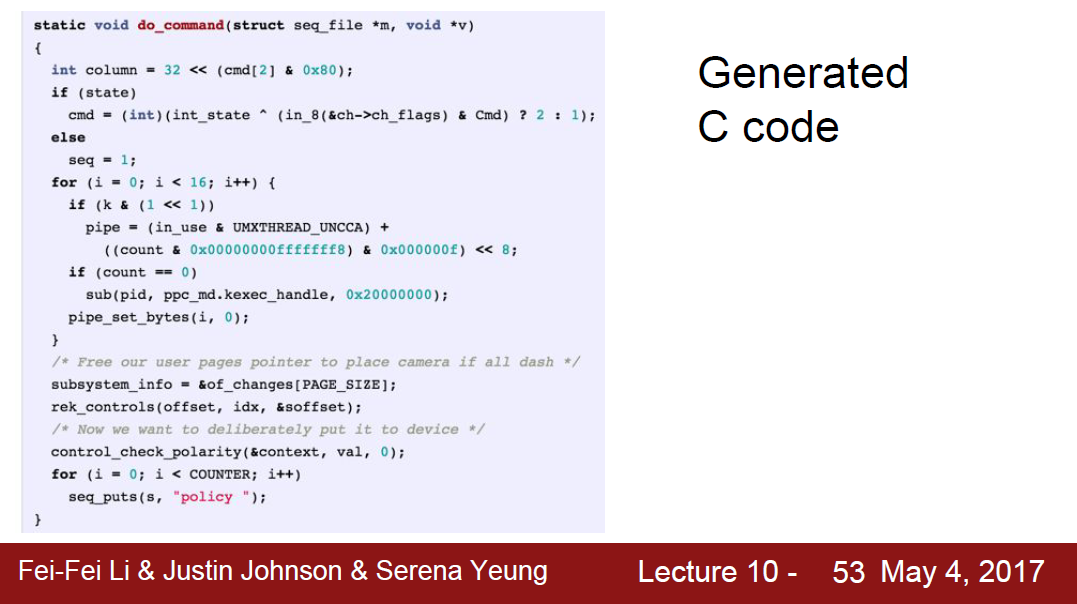 static void do_command(struct seq_file *m, void *v)
{
  int column = 32 << (cmd[2] & 0x80);
  if (state)
    cmd = (int)(int_state ^ (in_8(&ch->ch_flags) & Cmd) ? 2 : 1);
  else
    seq = 1;
  for (i = 0; i < 16; i++) {
    if (k & (1 << 1))
      pipe = (in_use & UMXTHREAD_UNCCA) +
        ((count & 0x00000000fffffff8) & 0x000000f) << 8;
    if (count == 0)
      sub(pid, ppc_md.kexec_handle, 0x20000000);
    pipe_set_bytes(i, 0);
  }
  /* Free our user pages pointer to place camera if all dash */
  subsystem_info = &of_changes[PAGE_SIZE];
  rek_controls(offset, idx, &soffset);
  /* Now we want to deliberately put it to device */
  control_check_polarity(&context, val, 0);
  for (i = 0; i < COUNTER; i++)
    seq_puts(s, "policy ");
}
Generated
C code
Fei-Fei Li & Justin Johnson & Serena Yeung Lecture 10 - 53 May 4, 2017